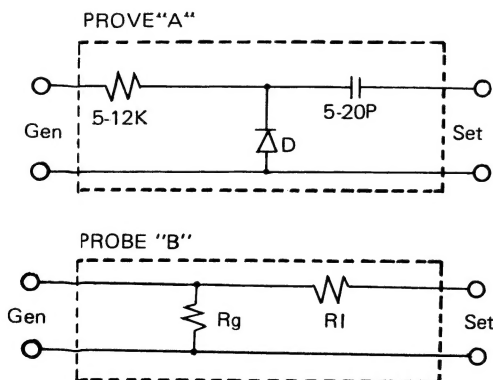 PROVE"A"
5-12K
5-20P
Gen
D
Set
PROBE "B"
Gen
Rg
Rl
Set